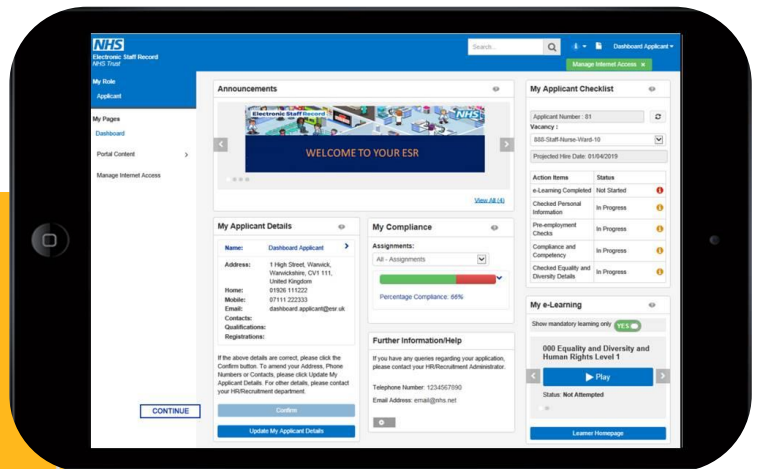 NHS
Electronic Staff Record
NHS Trust
Search...
Dashboard Applicant
Manage Internet Access ×
My Role
Applicant
My Pages
Dashboard
Portal Content >
Manage Internet Access
Announcements
Electronic Staff Record
NHS
WELCOME TO YOUR ESR
View All (4)
My Applicant Details
Name: Dashboard Applicant
Address: 1 High Street, Warwick,
Warwickshire, CV1 111,
United Kingdom
Home: 01926 111222
Mobile: 07111 222333
Email: dashboard.applicant@esr.uk
Contacts:
Qualifications:
Registrations:
If the above details are correct, please click the
Confirm button. To amend your Address, Phone
Numbers or Contacts, please click Update My
Applicant Details. For other details, please contact
your HR/Recruitment department.
Confirm
Update My Applicant Details
CONTINUE
My Compliance
Assignments:
All - Assignments
Percentage Compliance: 66%
Further Information/Help
If you have any queries regarding your application,
please contact your HR/Recruitment Administrator.
Telephone Number: 1234567890
Email Address: email@nhs.net
My Applicant Checklist
Applicant Number : 81
Vacancy :
888-Staff-Nurse-Ward-10
Projected Hire Date: 01/04/2019
Action Items Status
e-Learning Completed Not Started
Checked Personal
Information In Progress
Pre-employment
Checks In Progress
Compliance and
Competency In Progress
Checked Equality and
Diversity Details In Progress
My e-Learning
Show mandatory learning only YES
000 Equality and Diversity and
Human Rights Level 1
Play
Status: Not Attempted
Learner Homepage